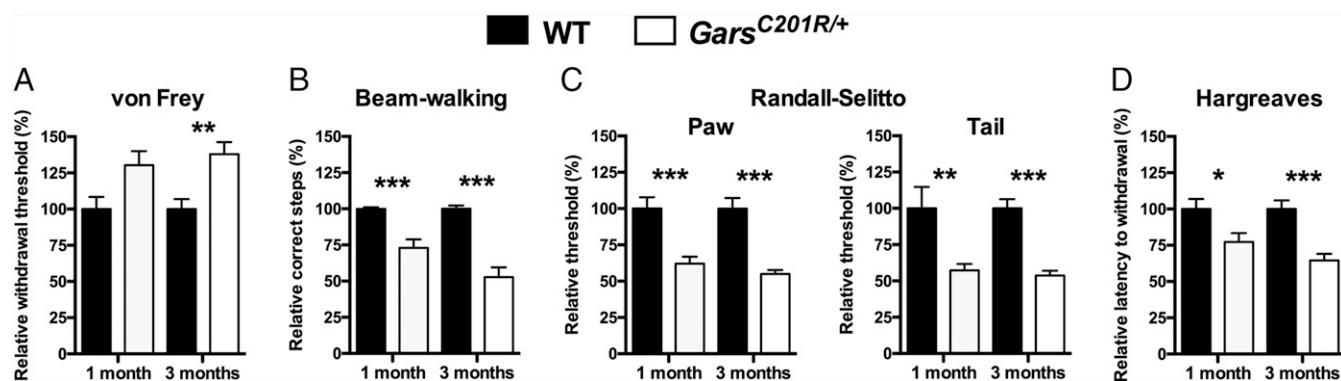 WT Gars^C201R/+
A
von Frey
Relative withdrawal threshold (%)
150
125
100
75
50
25
0
**
1 month 3 months
B
Beam-walking
Relative correct steps (%)
150
125
100
75
50
25
0
*** ***
1 month 3 months
C
Randall-Selitto
Paw
Relative threshold (%)
150
125
100
75
50
25
0
*** ***
1 month 3 months
Tail
Relative threshold (%)
150
125
100
75
50
25
0
** ***
1 month 3 months
D
Hargreaves
Relative latency to withdrawal (%)
150
125
100
75
50
25
0
* ***
1 month 3 months